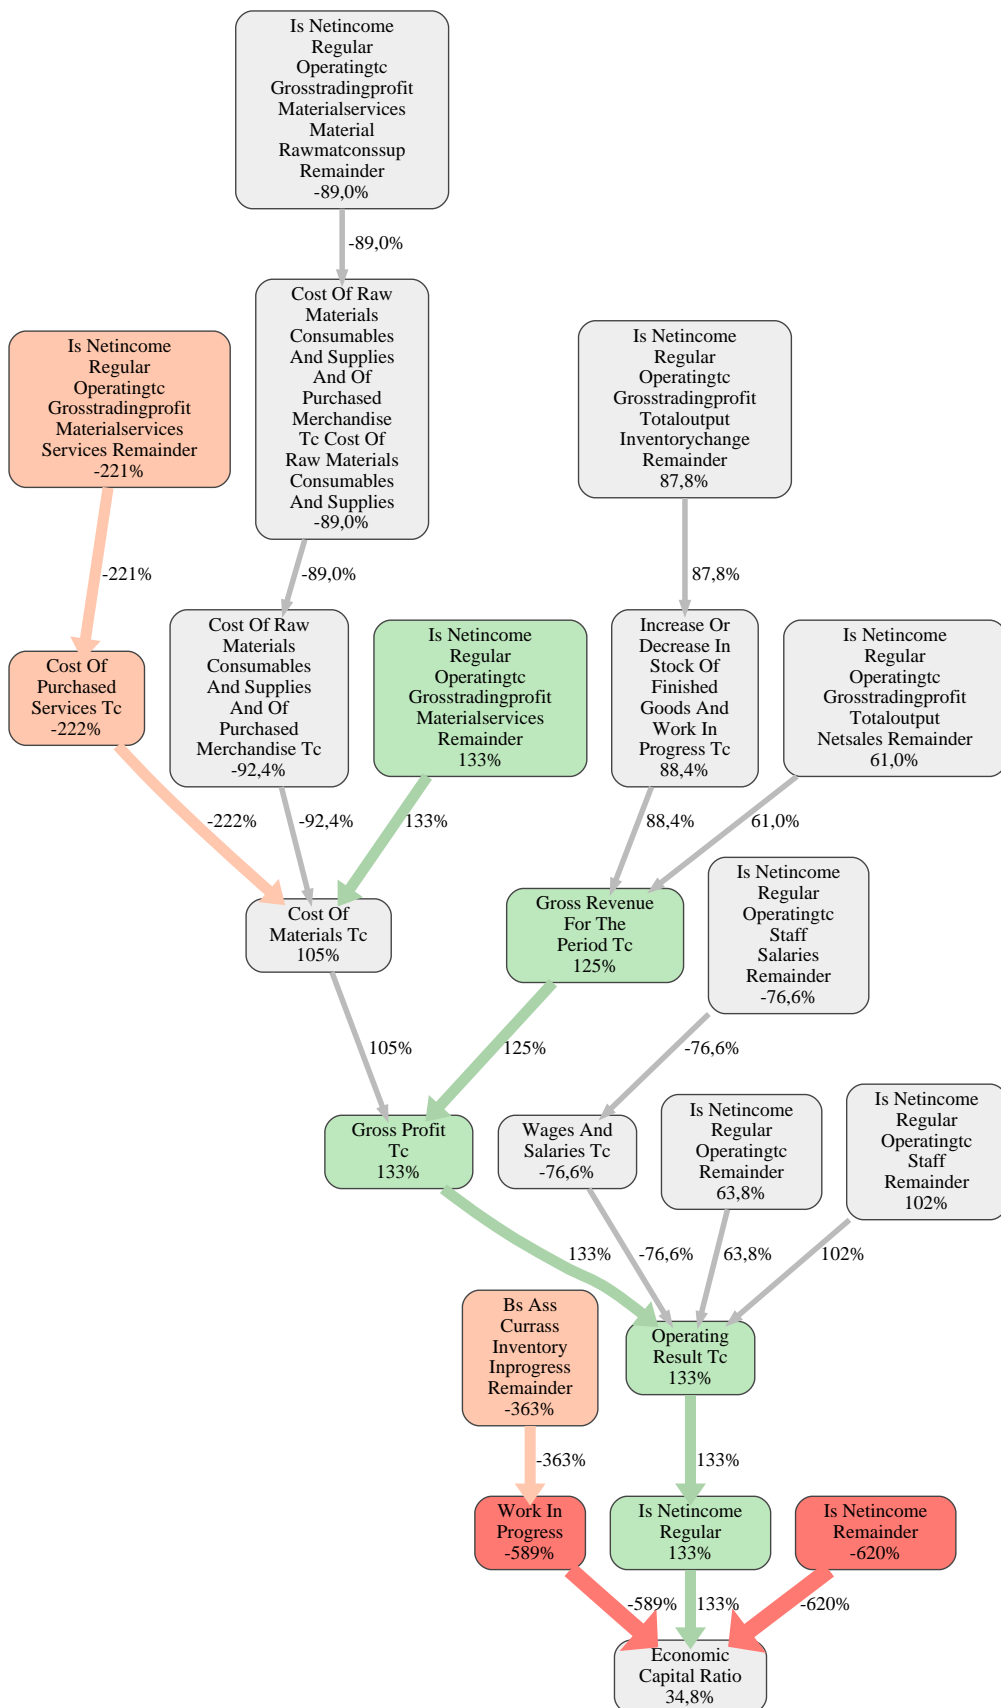 Is Netincome
Regular
Operatingtc
Grosstradingprofit
Materialservices
Material
Rawmatconssup
Remainder
-89,0%
-89,0%
Cost Of Raw
Materials
Consumables
And Supplies
And Of
Purchased
Merchandise
Tc Cost Of
Raw Materials
Consumables
And Supplies
-89,0%
Is Netincome
Regular
Operatingtc
Grosstradingprofit
Materialservices
Services Remainder
-221%
Is Netincome
Regular
Operatingtc
Grosstradingprofit
Totaloutput
Inventorychange
Remainder
87,8%
-221%
-89,0%
87,8%
Cost Of
Purchased
Services Tc
-222%
Cost Of Raw
Materials
Consumables
And Supplies
And Of
Purchased
Merchandise Tc
-92,4%
Is Netincome
Regular
Operatingtc
Grosstradingprofit
Materialservices
Remainder
133%
Increase Or
Decrease In
Stock Of
Finished
Goods And
Work In
Progress Tc
88,4%
Is Netincome
Regular
Operatingtc
Grosstradingprofit
Totaloutput
Netsales Remainder
61,0%
-222%
-92,4%
133%
88,4%
61,0%
Cost Of
Materials Tc
105%
Gross Revenue
For The
Period Tc
125%
Is Netincome
Regular
Operatingtc
Staff
Salaries
Remainder
-76,6%
105%
125%
-76,6%
Gross Profit
Tc
133%
Wages And
Salaries Tc
-76,6%
Is Netincome
Regular
Operatingtc
Remainder
63,8%
Is Netincome
Regular
Operatingtc
Staff
Remainder
102%
133%
-76,6%
63,8%
102%
Bs Ass
Currass
Inventory
Inprogress
Remainder
-363%
Operating
Result Tc
133%
-363%
133%
Work In
Progress
-589%
Is Netincome
Regular
133%
Is Netincome
Remainder
-620%
-589%
133%
-620%
Economic
Capital Ratio
34,8%